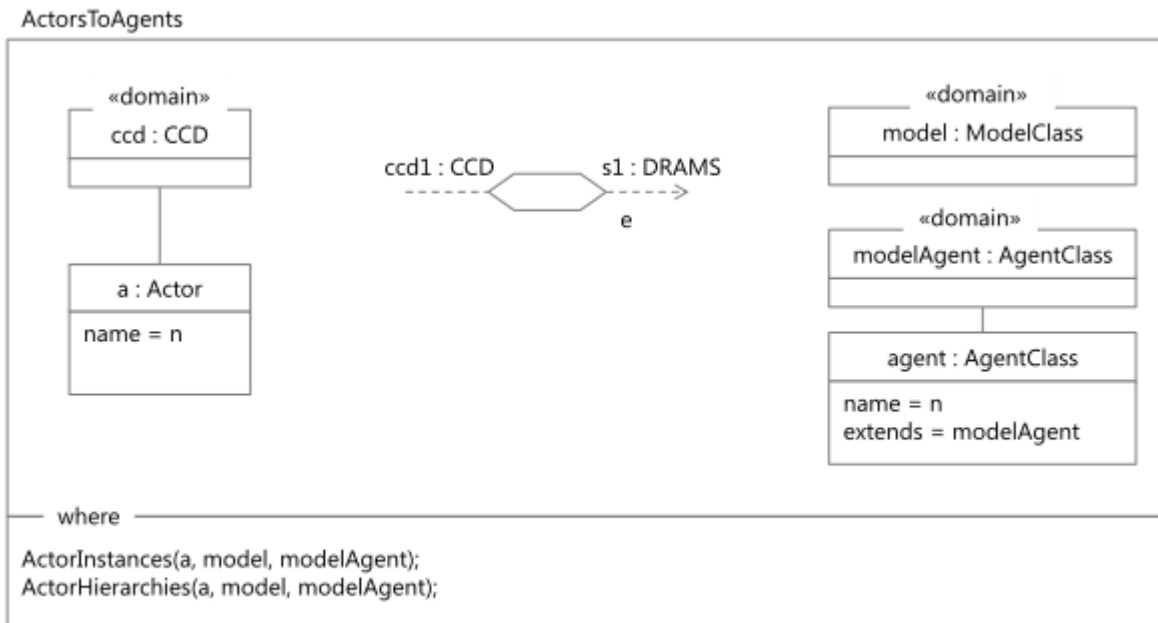 ActorsToAgents
«domain»
ccd : CCD
a : Actor
name = n
ccd1 : CCD
s1 : DRAMS
e
«domain»
model : ModelClass
«domain»
modelAgent : AgentClass
agent : AgentClass
name = n
extends = modelAgent
where
ActorInstances(a, model, modelAgent);
ActorHierarchies(a, model, modelAgent);